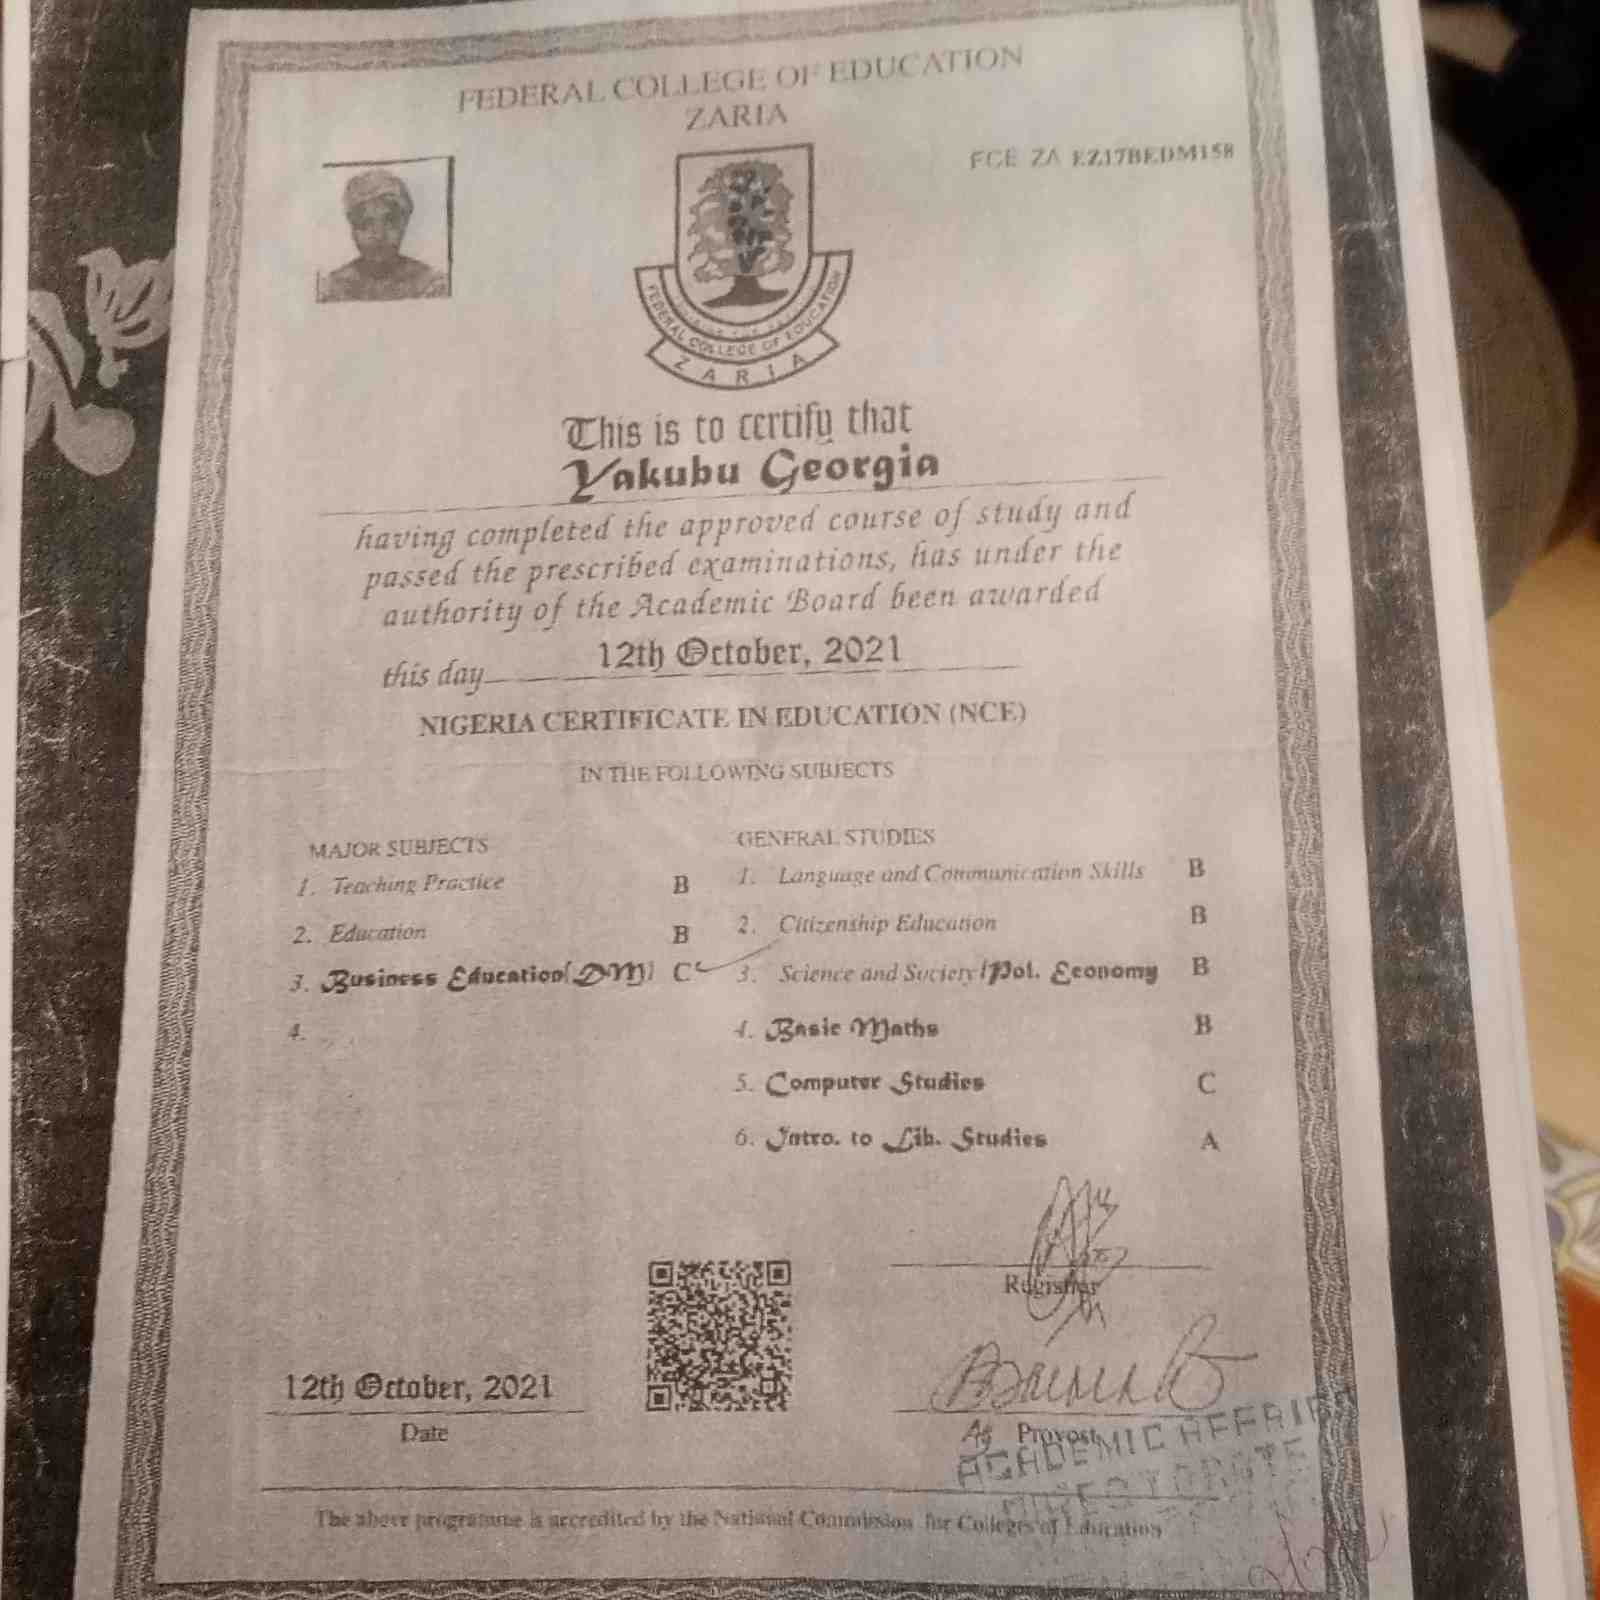 FEDERAL COLLEGE OF EDUCATION
ZARIA
FCE ZA EZ17BEDM158
FEDERAL COLLEGE OF EDUCATION
ZARIA
This is to certify that
Yakubu Georgia
having completed the approved course of study and
passed the prescribed examinations, has under the
authority of the Academic Board been awarded
this day 12th October, 2021
NIGERIA CERTIFICATE IN EDUCATION (NCE)
IN THE FOLLOWING SUBJECTS
MAJOR SUBJECTS
1. Teaching Practice B
2. Education B
3. Business Education(DM) C
4.
GENERAL STUDIES
1. Language and Communication Skills B
2. Citizenship Education B
3. Science and Society/Pol. Economy B
4. Basic Maths B
5. Computer Studies C
6. Intro. to Lib. Studies A
Registrar
12th October, 2021
Date
Ag Provost
ACADEMIC AFFAIR
DIRECTORATE
The above programme is accredited by the National Commission for Colleges of Education